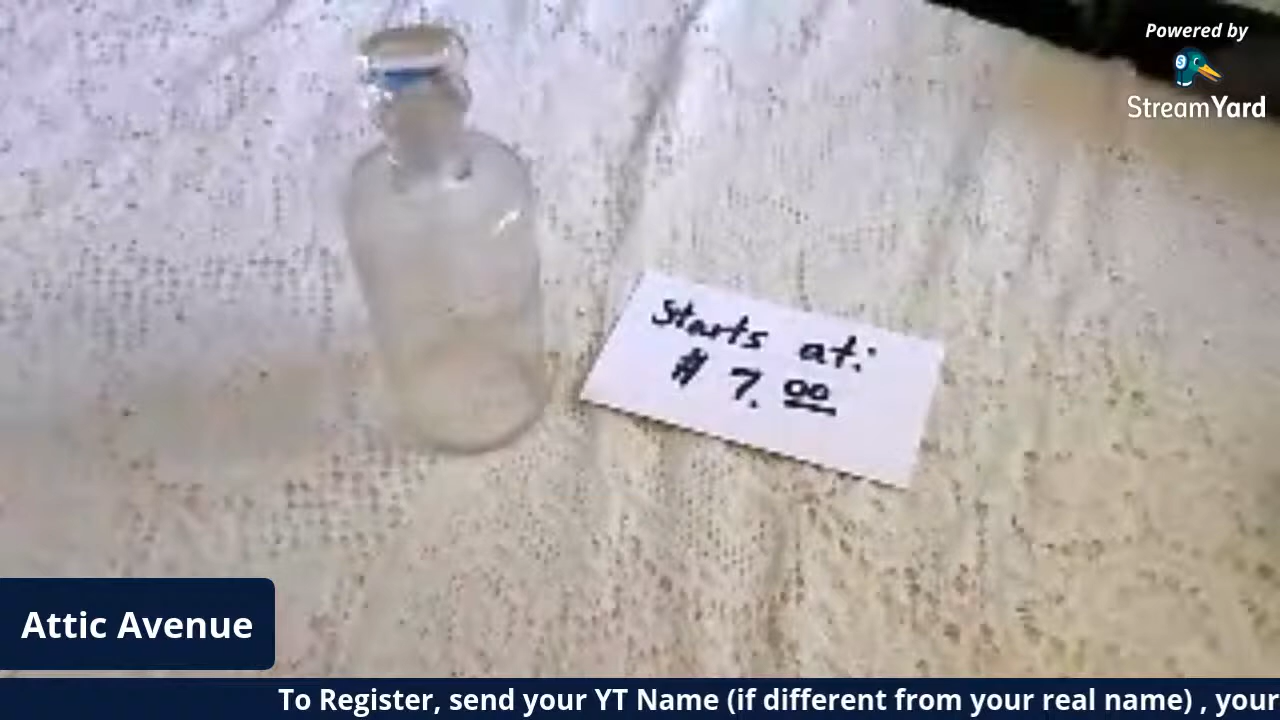 Powered by
StreamYard
Starts at:
$ 7.00
Attic Avenue
To Register, send your YT Name (if different from your real name) , your